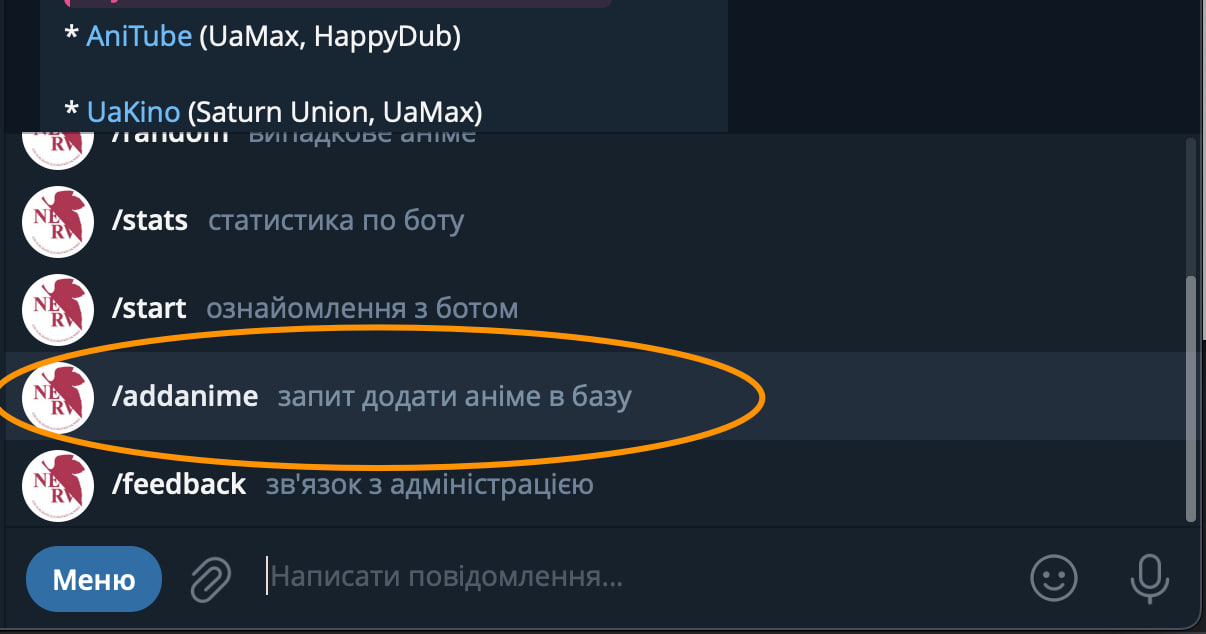 * AniTube (UaMax, HappyDub)
* UaKino (Saturn Union, UaMax)
/random випадкове аніме
NERV /stats статистика по боту
NERV /start ознайомлення з ботом
NERV /addanime запит додати аніме в базу
NERV /feedback зв'язок з адміністрацією
Меню Написати повідомлення...